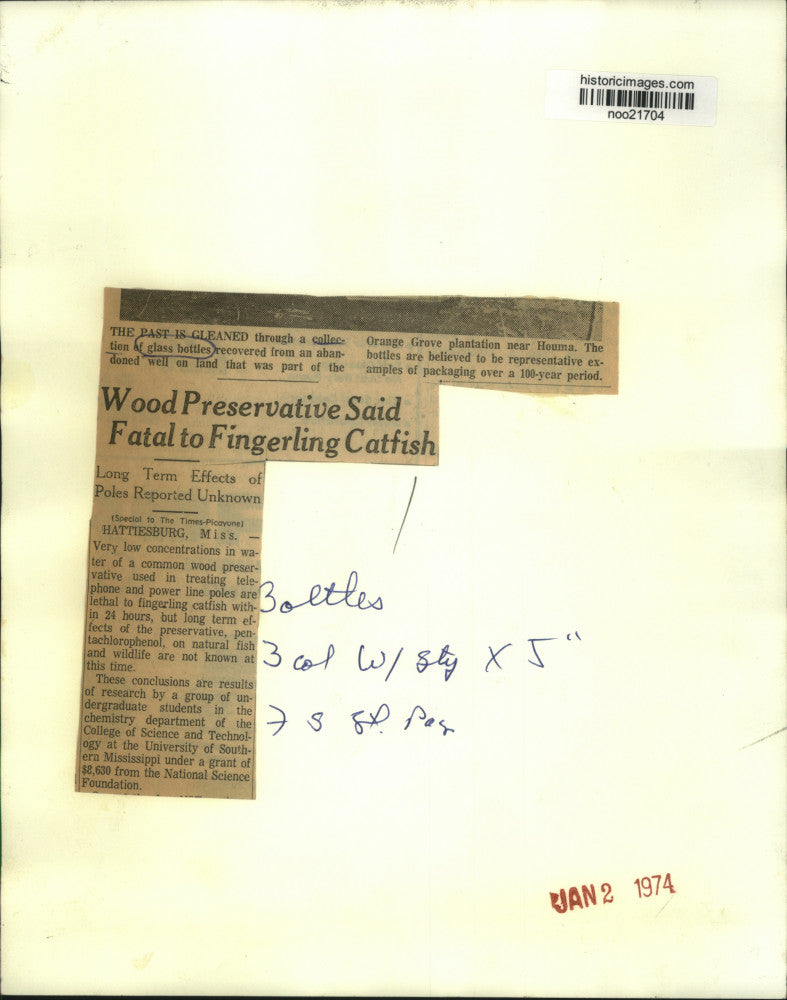 historicimages.com
noo21704
THE PAST IS GLEANED through a collec-
tion of glass bottles recovered from an aban-
doned well on land that was part of the
Orange Grove plantation near Houma. The
bottles are believed to be representative ex-
amples of packaging over a 100-year period.
Wood Preservative Said
Fatal to Fingerling Catfish
Long Term Effects of
Poles Reported Unknown
(Special to The Times-Picayune)
HATTIESBURG, Miss. —
Very low concentrations in wa-
ter of a common wood preser-
vative used in treating tele-
phone and power line poles are
lethal to fingerling catfish with-
in 24 hours, but long term ef-
fects of the preservative, pen-
tachlorophenol, on natural fish
and wildlife are not known at
this time.
These conclusions are results
of research by a group of un-
dergraduate students in the
chemistry department of the
College of Science and Technol-
ogy at the University of South-
ern Mississippi under a grant of
$8,630 from the National Science
Foundation.
Bottles
3 col W/ sty X 5"
JAN 2 1974